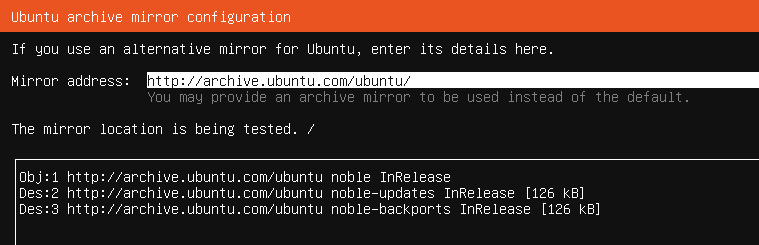 Ubuntu archive mirror configuration
If you use an alternative mirror for Ubuntu, enter its details here.
Mirror address: http://archive.ubuntu.com/ubuntu/
You may provide an archive mirror to be used instead of the default.
The mirror location is being tested. /
Obj:1 http://archive.ubuntu.com/ubuntu noble InRelease
Des:2 http://archive.ubuntu.com/ubuntu noble-updates InRelease [126 kB]
Des:3 http://archive.ubuntu.com/ubuntu noble-backports InRelease [126 kB]